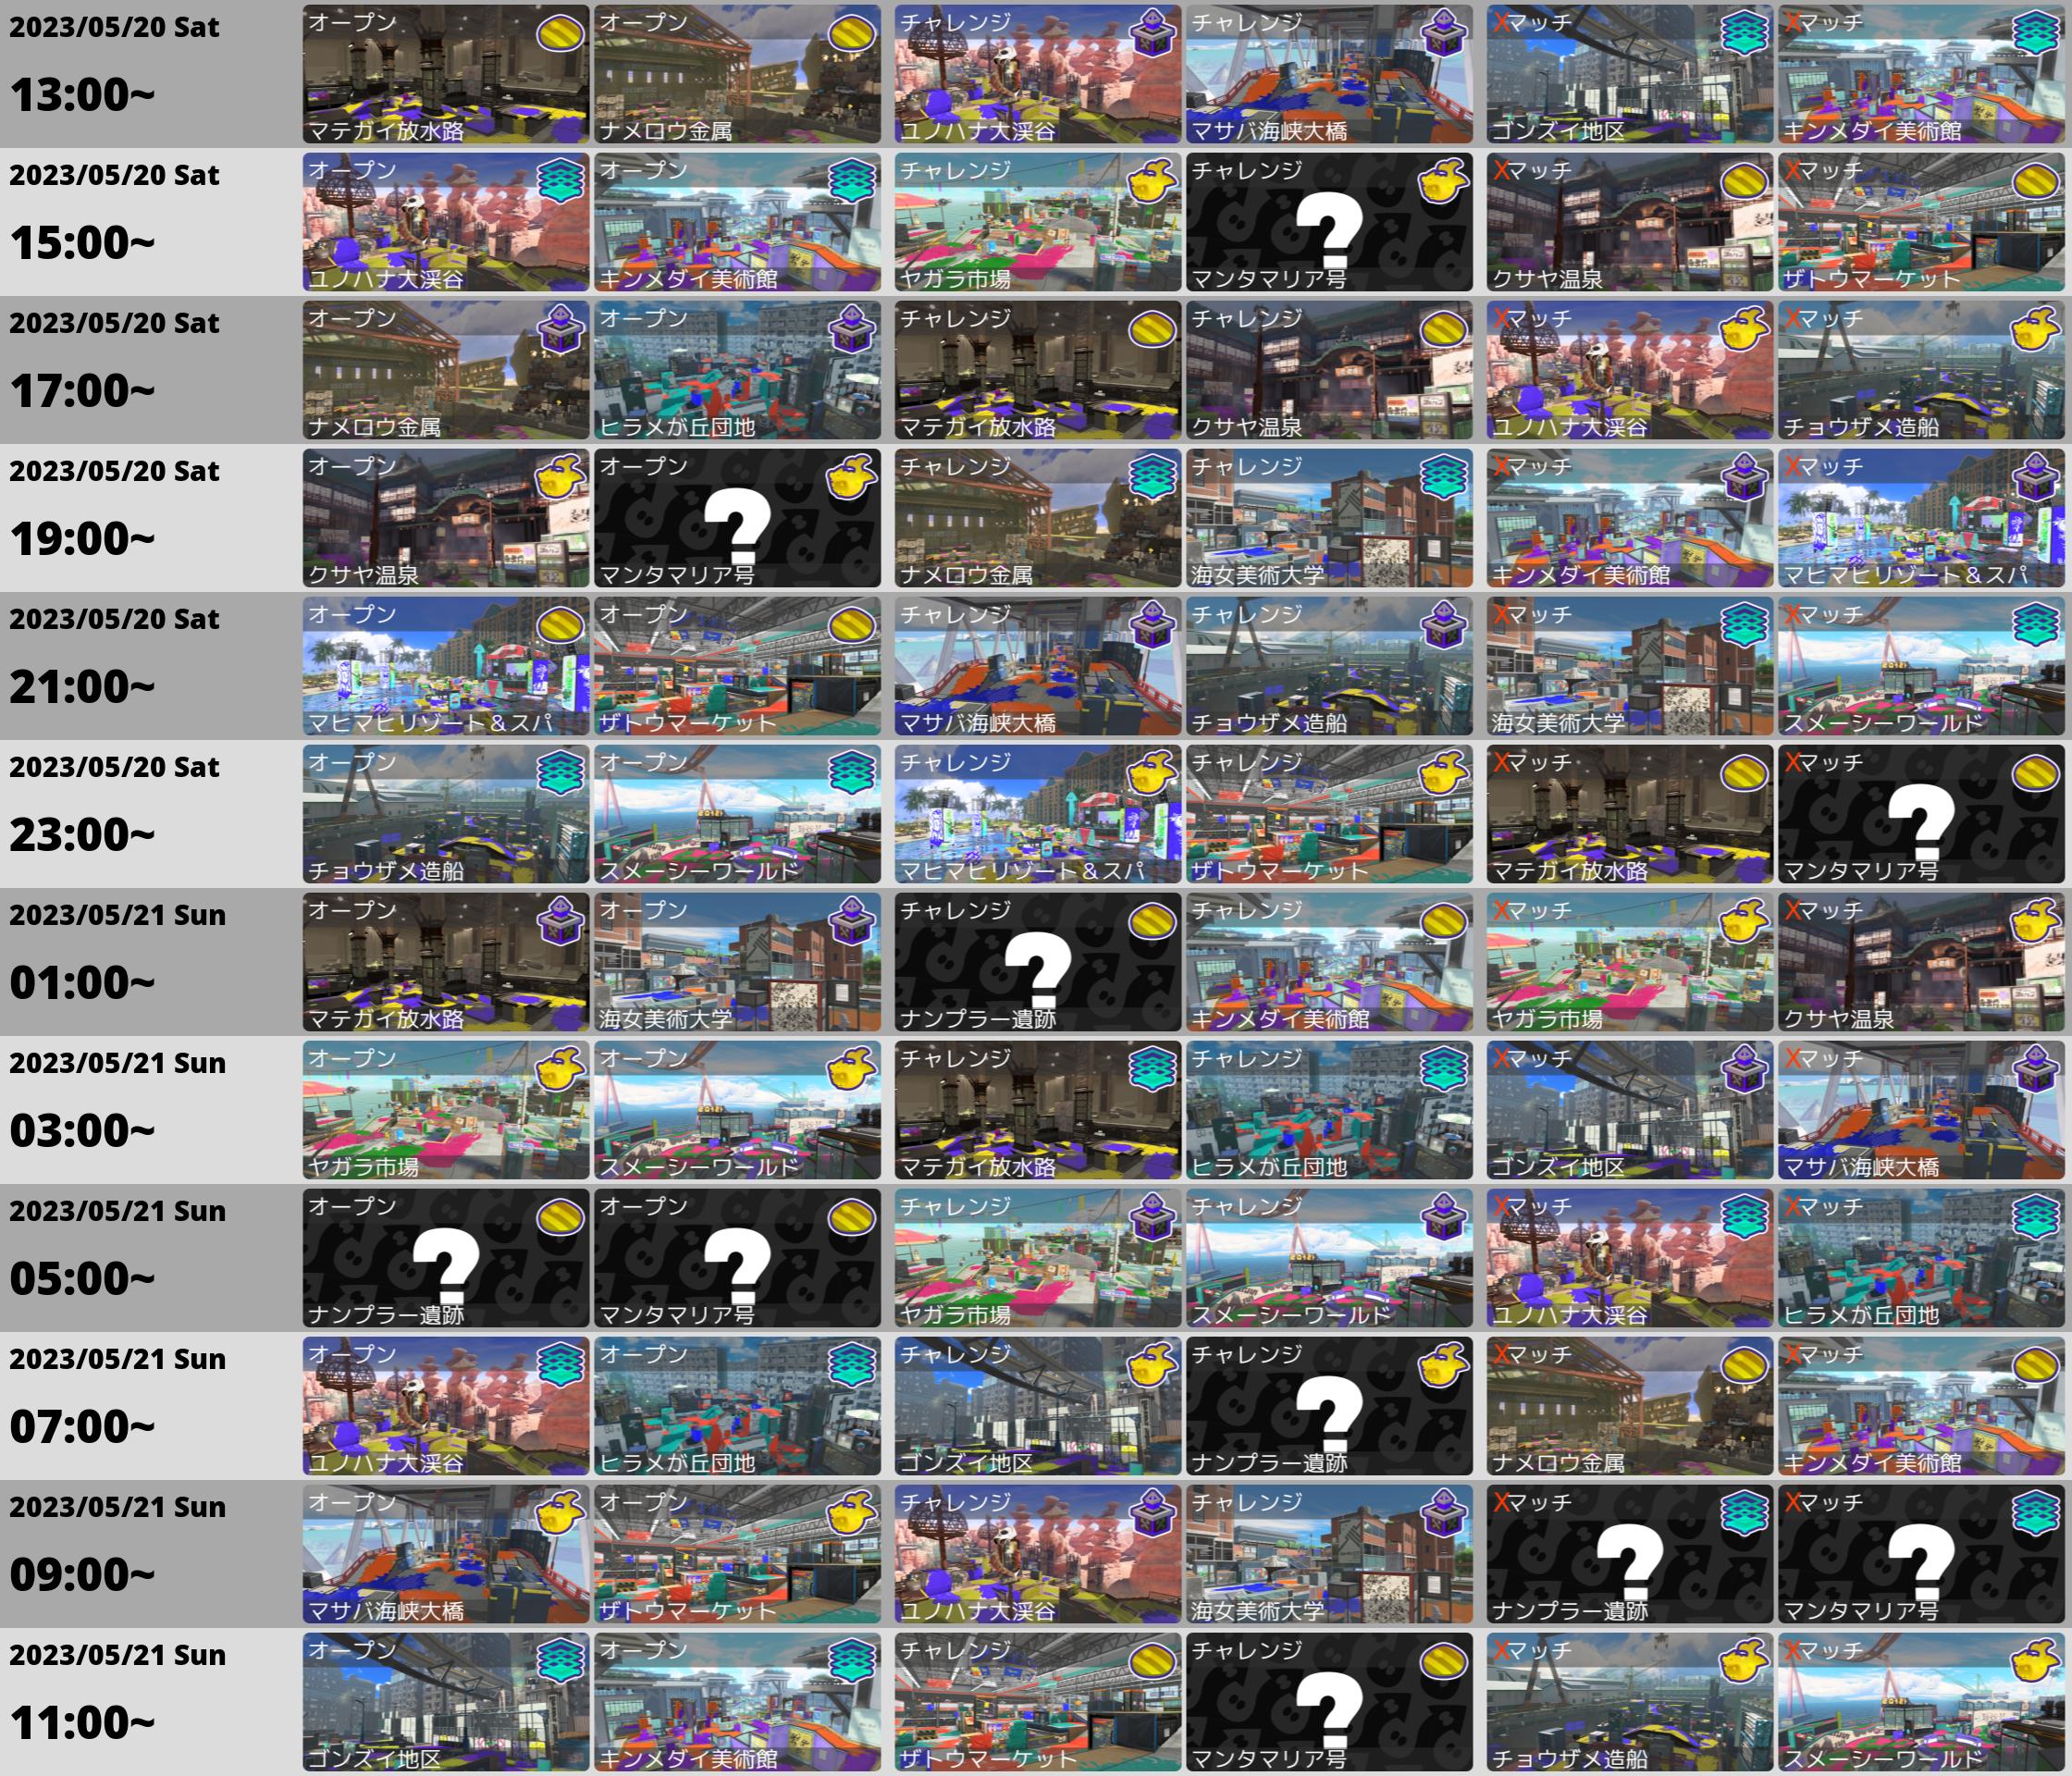 2023/05/20 Sat
13:00~
オープン オープン チャレンジ チャレンジ Xマッチ Xマッチ
マテガイ放水路 ナメロウ金属 ユノハナ大渓谷 マサバ海峡大橋 ゴンズイ地区 キンメダイ美術館
2023/05/20 Sat
15:00~
オープン オープン チャレンジ チャレンジ Xマッチ Xマッチ
ユノハナ大渓谷 キンメダイ美術館 ヤガラ市場 マンタマリア号 クサヤ温泉 ザトウマーケット
2023/05/20 Sat
17:00~
オープン オープン チャレンジ チャレンジ Xマッチ Xマッチ
ナメロウ金属 ヒラメが丘団地 マテガイ放水路 クサヤ温泉 ユノハナ大渓谷 チョウザメ造船
2023/05/20 Sat
19:00~
オープン オープン チャレンジ チャレンジ Xマッチ Xマッチ
クサヤ温泉 マンタマリア号 ナメロウ金属 海女美術大学 キンメダイ美術館 マヒマヒリゾート&スパ
2023/05/20 Sat
21:00~
オープン オープン チャレンジ チャレンジ Xマッチ Xマッチ
マヒマヒリゾート&スパ ザトウマーケット マサバ海峡大橋 チョウザメ造船 海女美術大学 スメーシーワールド
2023/05/20 Sat
23:00~
オープン オープン チャレンジ チャレンジ Xマッチ Xマッチ
チョウザメ造船 スメーシーワールド マヒマヒリゾート&スパ ザトウマーケット マテガイ放水路 マンタマリア号
2023/05/21 Sun
01:00~
オープン オープン チャレンジ チャレンジ Xマッチ Xマッチ
マテガイ放水路 海女美術大学 ナンプラー遺跡 キンメダイ美術館 ヤガラ市場 クサヤ温泉
2023/05/21 Sun
03:00~
オープン オープン チャレンジ チャレンジ Xマッチ Xマッチ
ヤガラ市場 スメーシーワールド マテガイ放水路 ヒラメが丘団地 ゴンズイ地区 マサバ海峡大橋
2023/05/21 Sun
05:00~
オープン オープン チャレンジ チャレンジ Xマッチ Xマッチ
ナンプラー遺跡 マンタマリア号 ヤガラ市場 スメーシーワールド ユノハナ大渓谷 ヒラメが丘団地
2023/05/21 Sun
07:00~
オープン オープン チャレンジ チャレンジ Xマッチ Xマッチ
ユノハナ大渓谷 ヒラメが丘団地 ゴンズイ地区 ナンプラー遺跡 ナメロウ金属 キンメダイ美術館
2023/05/21 Sun
09:00~
オープン オープン チャレンジ チャレンジ Xマッチ Xマッチ
マサバ海峡大橋 ザトウマーケット ユノハナ大渓谷 海女美術大学 ナンプラー遺跡 マンタマリア号
2023/05/21 Sun
11:00~
オープン オープン チャレンジ チャレンジ Xマッチ Xマッチ
ゴンズイ地区 キンメダイ美術館 ザトウマーケット マンタマリア号 チョウザメ造船 スメーシーワールド